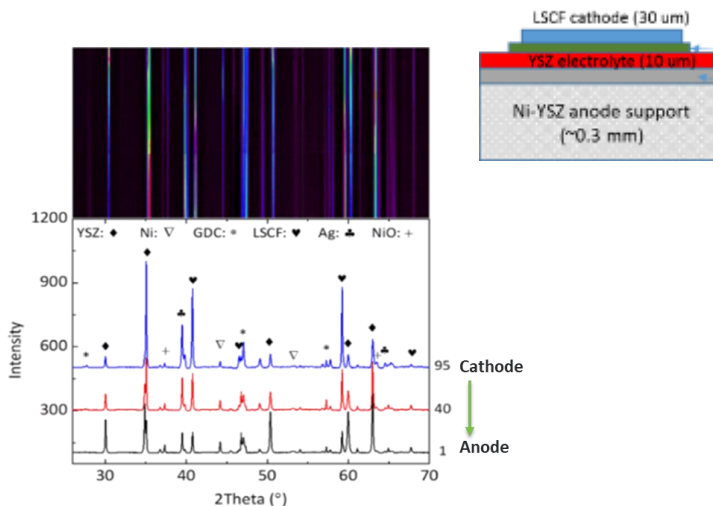 LSCF cathode (30 um)
YSZ electrolyte (10 um)
Ni-YSZ anode support
(~0.3 mm)
1200
YSZ: ♦ Ni: ▽ GDC: * LSCF: ♥ Ag: ♣ NiO: +
900
600
300
Intensity
95 Cathode
40
1 Anode
30 40 50 60 70
2Theta (°)